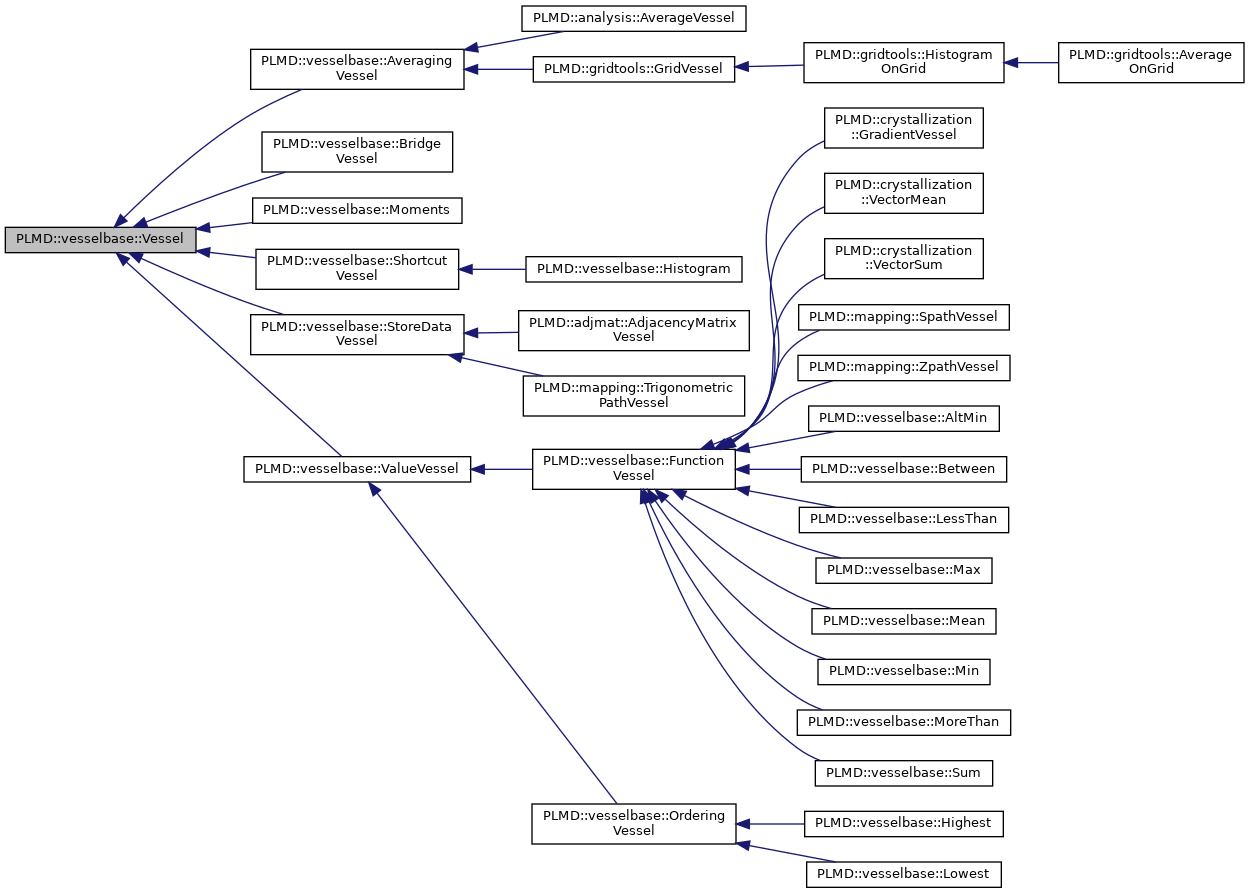 PLMD::vesselbase::Vessel
PLMD::vesselbase::Averaging
Vessel
PLMD::vesselbase::Bridge
Vessel
PLMD::vesselbase::Moments
PLMD::vesselbase::Shortcut
Vessel
PLMD::vesselbase::StoreData
Vessel
PLMD::vesselbase::ValueVessel
PLMD::analysis::AverageVessel
PLMD::gridtools::GridVessel
PLMD::vesselbase::Histogram
PLMD::adjmat::AdjacencyMatrix
Vessel
PLMD::mapping::Trigonometric
PathVessel
PLMD::vesselbase::Function
Vessel
PLMD::vesselbase::Ordering
Vessel
PLMD::gridtools::Histogram
OnGrid
PLMD::crystallization
::GradientVessel
PLMD::crystallization
::VectorMean
PLMD::crystallization
::VectorSum
PLMD::mapping::SpathVessel
PLMD::mapping::ZpathVessel
PLMD::vesselbase::AltMin
PLMD::vesselbase::Between
PLMD::vesselbase::LessThan
PLMD::vesselbase::Max
PLMD::vesselbase::Mean
PLMD::vesselbase::Min
PLMD::vesselbase::MoreThan
PLMD::vesselbase::Sum
PLMD::vesselbase::Highest
PLMD::vesselbase::Lowest
PLMD::gridtools::Average
OnGrid